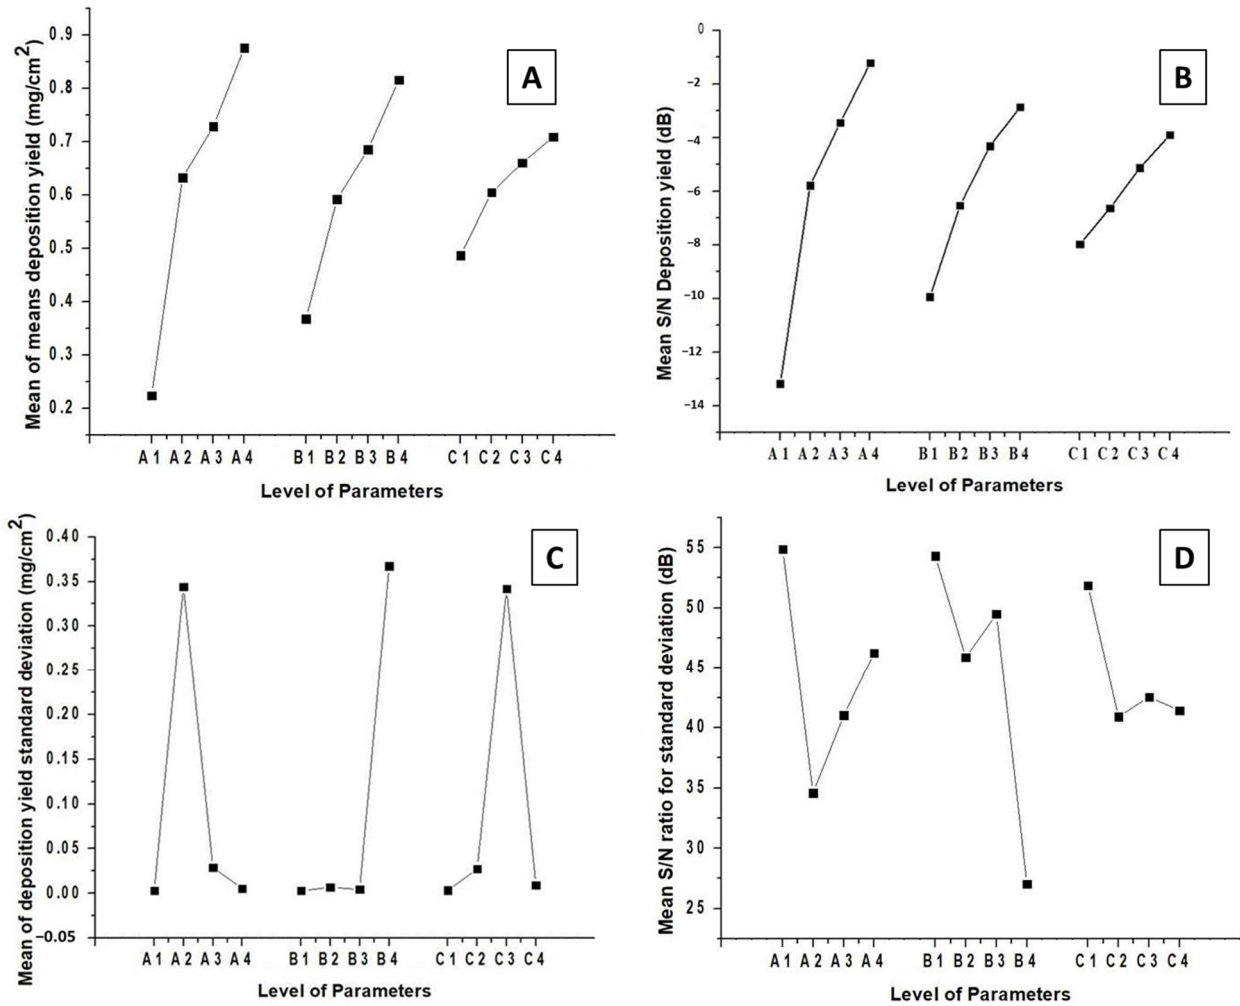 Mean of means deposition yield (mg/cm2)
0.9
0.8
0.7
0.6
0.5
0.4
0.3
0.2
A
A 1 A 2 A 3 A 4 B 1 B 2 B 3 B 4 C 1 C 2 C 3 C 4
Level of Parameters
Mean S/N Deposition yield (dB)
0
−2
−4
−6
−8
−10
−12
−14
B
A 1 A 2 A 3 A 4 B 1 B 2 B 3 B 4 C 1 C 2 C 3 C 4
Level of Parameters
Mean of deposition yield standard deviation (mg/cm2)
0.40
0.35
0.30
0.25
0.20
0.15
0.10
0.05
0.00
−0.05
C
A 1 A 2 A 3 A 4 B 1 B 2 B 3 B 4 C 1 C 2 C 3 C 4
Level of Parameters
Mean S/N ratio for standard deviation (dB)
55
50
45
40
35
30
25
D
A 1 A 2 A 3 A 4 B 1 B 2 B 3 B 4 C 1 C 2 C 3 C 4
Level of Parameters